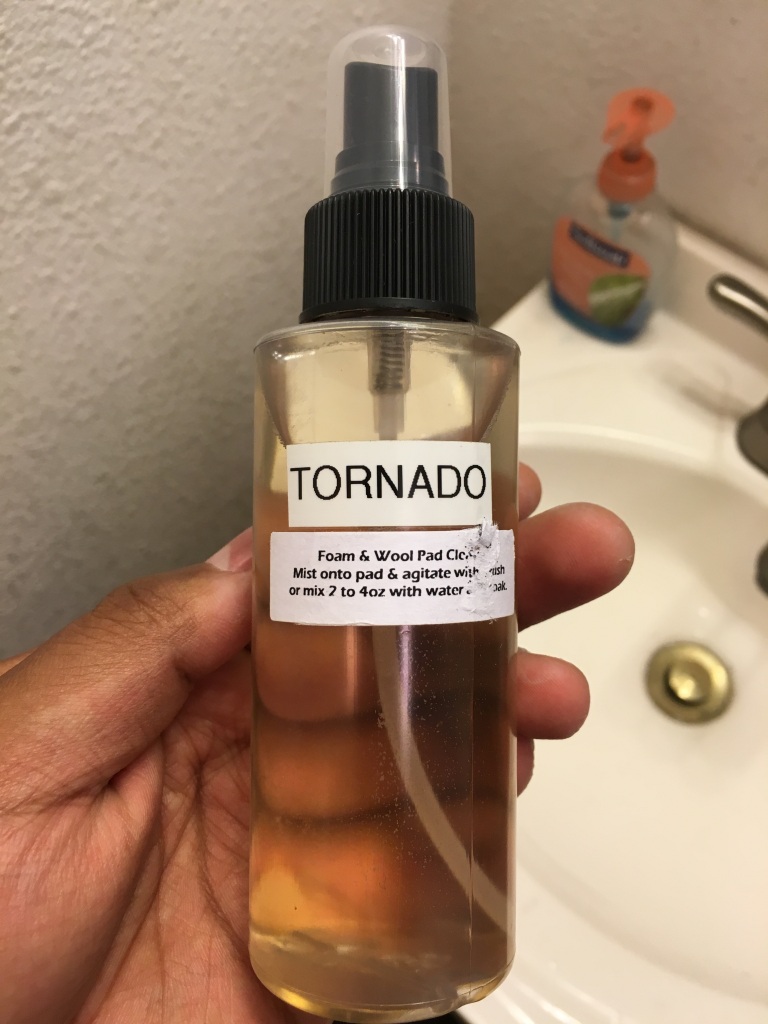 TORNADO
Foam & Wool Pad
Mist onto pad & agitate with
or mix 2 to 4oz with water